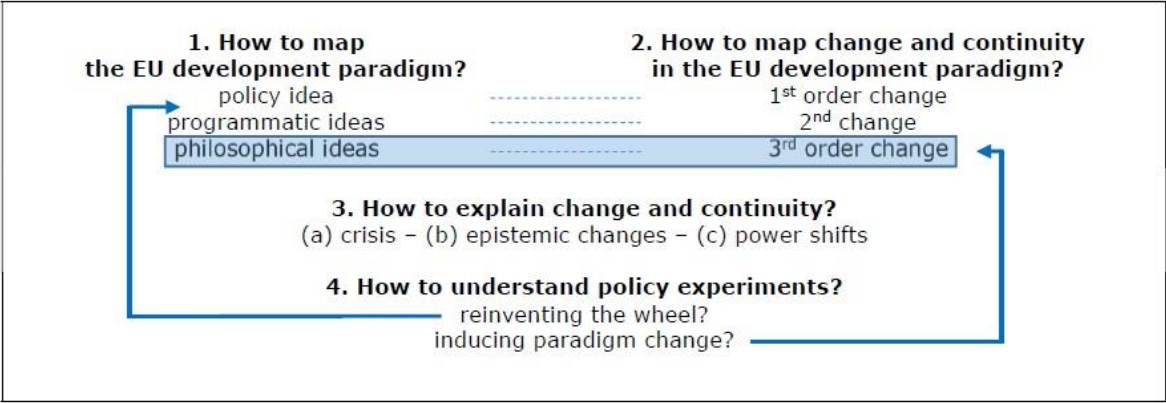 1. How to map
the EU development paradigm?
policy idea
programmatic ideas
philosophical ideas
2. How to map change and continuity
in the EU development paradigm?
1st order change
2nd change
3rd order change
3. How to explain change and continuity?
(a) crisis – (b) epistemic changes – (c) power shifts
4. How to understand policy experiments?
reinventing the wheel?
inducing paradigm change?